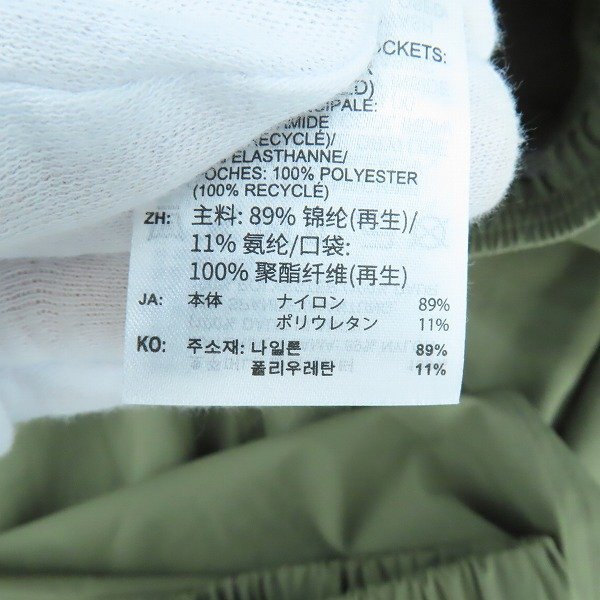 OCKETS:
CIPALE:
AMIDE
RECYCLÉ)/
ELASTHANNE/
POCHES: 100% POLYESTER
(100% RECYCLÉ)
ZH: 主料: 89% 锦纶(再生)/
11% 氨纶/口袋:
100% 聚酯纤维(再生)
JA: 本体 ナイロン 89%
ポリウレタン 11%
KO: 주소재: 나일론 89%
폴리우레탄 11%